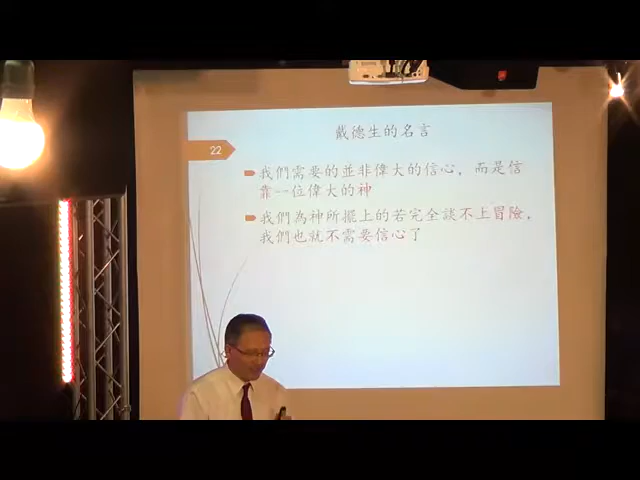 戴德生的名言
22
我們需要的並非偉大的信心，而是信
靠一位偉大的神
我們為神所擺上的若完全談不上冒險，
我們也就不需要信心了